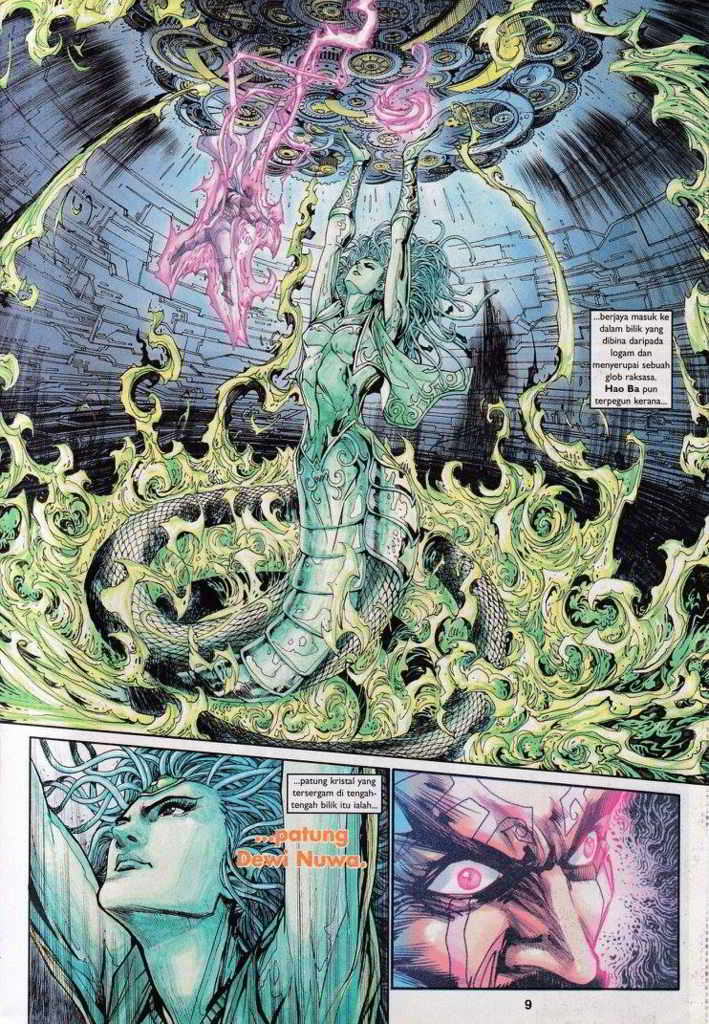 ...berjaya masuk ke
dalam bilik yang
dibina daripada
logam dan
menyerupai sebuah
glob raksasa.
Hao Ba pun
terpegun kerana...
...patung kristal yang
tersergam di tengah-
tengah bilik itu ialah...
...patung
Dewi Nuwa.
9